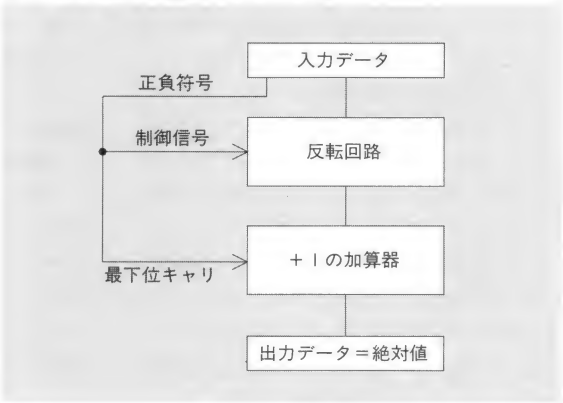 入力データ
正負符号
制御信号
反転回路
+1の加算器
最下位キャリ
出力データ=絶対値